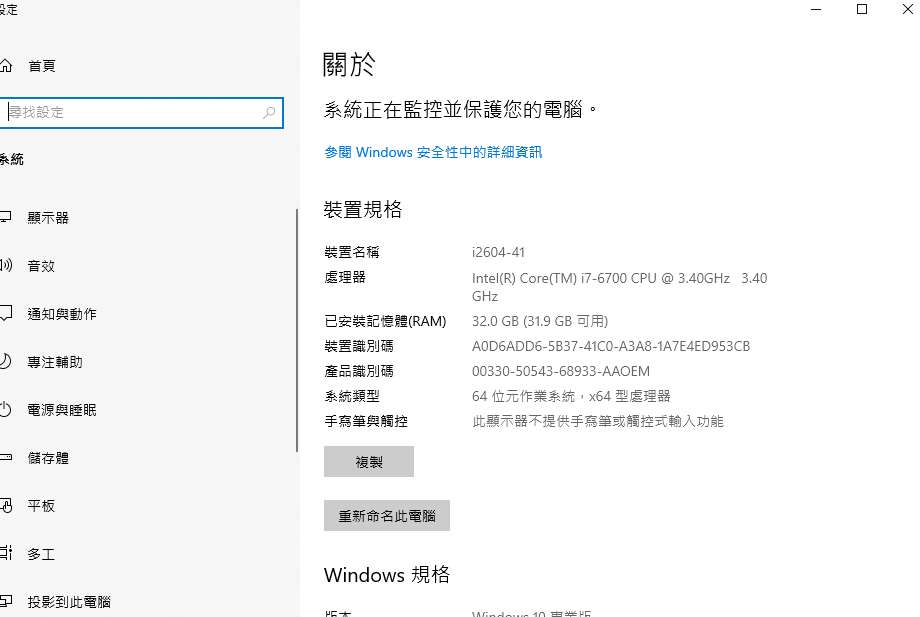 設定
首頁
尋找設定
系統
顯示器
音效
通知與動作
專注輔助
電源與睡眠
儲存體
平板
多工
投影到此電腦
關於
系統正在監控並保護您的電腦。
參閱 Windows 安全性中的詳細資訊
裝置規格
裝置名稱 i2604-41
處理器 Intel(R) Core(TM) i7-6700 CPU @ 3.40GHz 3.40
GHz
已安裝記憶體(RAM) 32.0 GB (31.9 GB 可用)
裝置識別碼 A0D6ADD6-5B37-41C0-A3A8-1A7E4ED953CB
產品識別碼 00330-50543-68933-AAOEM
系統類型 64 位元作業系統，x64 型處理器
手寫筆與觸控 此顯示器不提供手寫筆或觸控式輸入功能
複製
重新命名此電腦
Windows 規格
版本 Windows 10 專業版